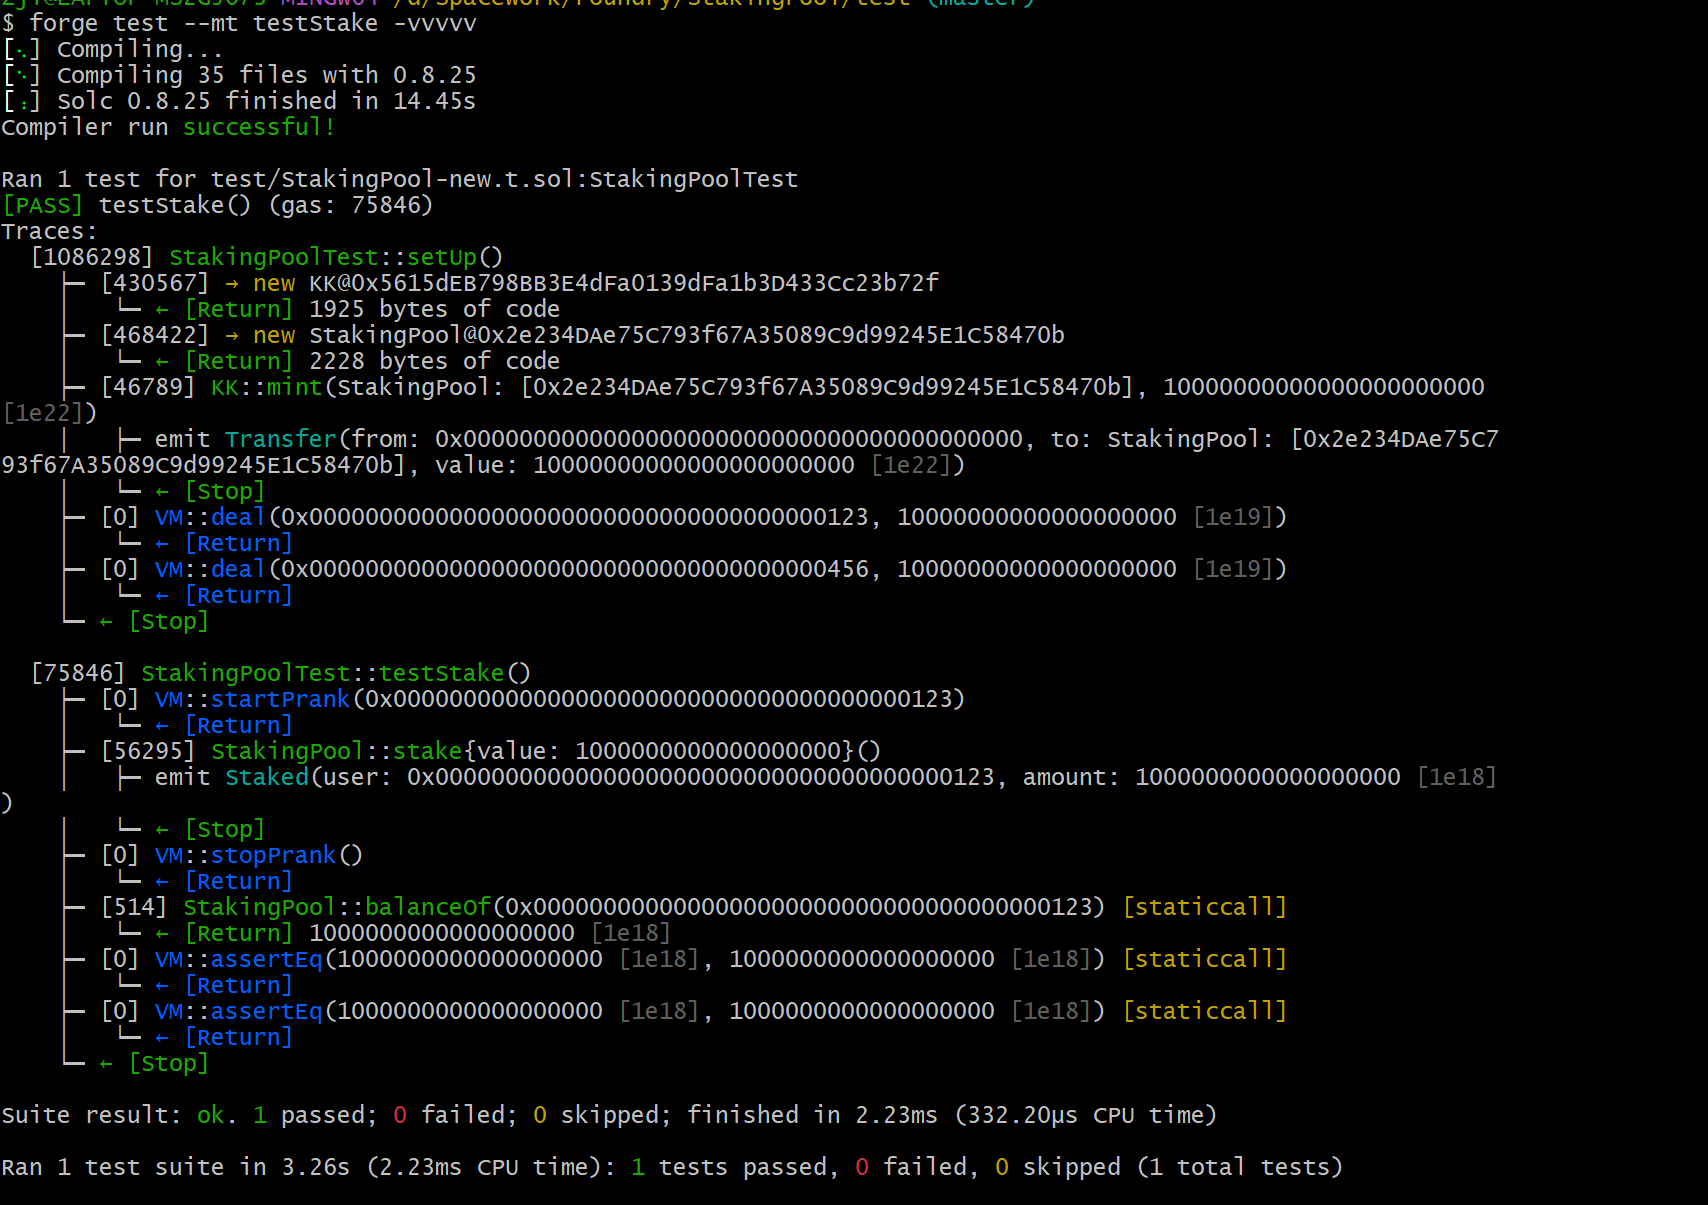 /d/spacework/foundry/StakingPool/test (master)
$ forge test --mt testStake -vvvvv
[⠢] Compiling...
[⠑] Compiling 35 files with 0.8.25
[⠰] Solc 0.8.25 finished in 14.45s
Compiler run successful!
Ran 1 test for test/StakingPool-new.t.sol:StakingPoolTest
[PASS] testStake() (gas: 75846)
Traces:
  [1086298] StakingPoolTest::setUp()
    ├─ [430567] → new KK@0x5615dEB798BB3E4dFa0139dFa1b3D433Cc23b72f
    │   └─ ← [Return] 1925 bytes of code
    ├─ [468422] → new StakingPool@0x2e234DAe75C793f67A35089C9d99245E1C58470b
    │   └─ ← [Return] 2228 bytes of code
    ├─ [46789] KK::mint(StakingPool: [0x2e234DAe75C793f67A35089C9d99245E1C58470b], 10000000000000000000000
[1e22])
    │   ├─ emit Transfer(from: 0x0000000000000000000000000000000000000000, to: StakingPool: [0x2e234DAe75C7
93f67A35089C9d99245E1C58470b], value: 10000000000000000000000 [1e22])
    │   └─ ← [Stop]
    ├─ [0] VM::deal(0x0000000000000000000000000000000000000123, 10000000000000000000 [1e19])
    │   └─ ← [Return]
    ├─ [0] VM::deal(0x0000000000000000000000000000000000000456, 10000000000000000000 [1e19])
    │   └─ ← [Return]
    └─ ← [Stop]
  [75846] StakingPoolTest::testStake()
    ├─ [0] VM::startPrank(0x0000000000000000000000000000000000000123)
    │   └─ ← [Return]
    ├─ [56295] StakingPool::stake{value: 1000000000000000000}()
    │   ├─ emit Staked(user: 0x0000000000000000000000000000000000000123, amount: 1000000000000000000 [1e18]
)
    │   └─ ← [Stop]
    ├─ [0] VM::stopPrank()
    │   └─ ← [Return]
    ├─ [514] StakingPool::balanceOf(0x0000000000000000000000000000000000000123) [staticcall]
    │   └─ ← [Return] 1000000000000000000 [1e18]
    ├─ [0] VM::assertEq(1000000000000000000 [1e18], 1000000000000000000 [1e18]) [staticcall]
    │   └─ ← [Return]
    ├─ [0] VM::assertEq(1000000000000000000 [1e18], 1000000000000000000 [1e18]) [staticcall]
    │   └─ ← [Return]
    └─ ← [Stop]
Suite result: ok. 1 passed; 0 failed; 0 skipped; finished in 2.23ms (332.20µs CPU time)
Ran 1 test suite in 3.26s (2.23ms CPU time): 1 tests passed, 0 failed, 0 skipped (1 total tests)